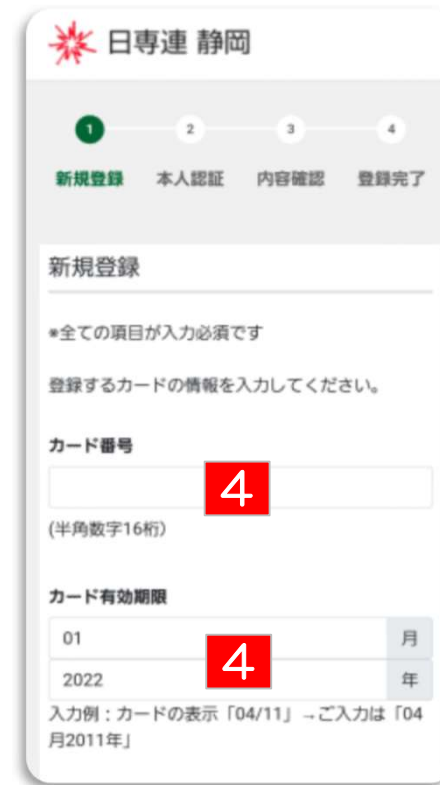 日専連 静岡
1 2 3 4
新規登録 本人認証 内容確認 登録完了
新規登録
*全ての項目が入力必須です
登録するカードの情報を入力してください。
カード番号
4
(半角数字16桁)
カード有効期限
01 月
4
2022 年
入力例:カードの表示「04/11」→ご入力は「04
月2011年」